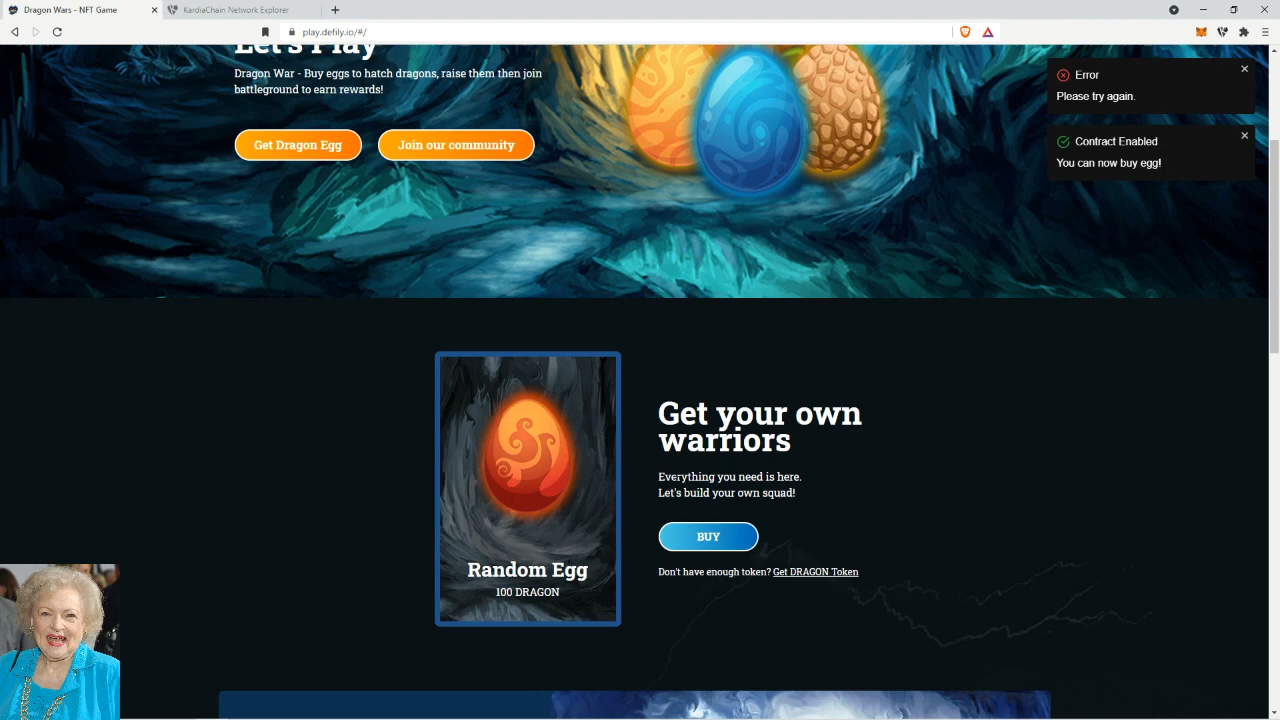 Dragon Wars - NFT Game
KardiaChain Network Explorer
play.defily.io/#/
Let's Play
Dragon War - Buy eggs to hatch dragons, raise them then join
battleground to earn rewards!
Get Dragon Egg
Join our community
Error
Please try again.
Contract Enabled
You can now buy egg!
Random Egg
100 DRAGON
Get your own
warriors
Everything you need is here.
Let's build your own squad!
BUY
Don't have enough token? Get DRAGON Token